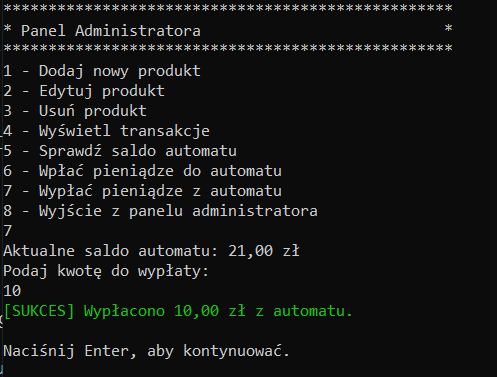 **************************************************
* Panel Administratora                           *
**************************************************
1 - Dodaj nowy produkt
2 - Edytuj produkt
3 - Usuń produkt
4 - Wyświetl transakcje
5 - Sprawdź saldo automatu
6 - Wpłać pieniądze do automatu
7 - Wypłać pieniądze z automatu
8 - Wyjście z panelu administratora
7
Aktualne saldo automatu: 21,00 zł
Podaj kwotę do wypłaty:
10
[SUKCES] Wypłacono 10,00 zł z automatu.
Naciśnij Enter, aby kontynuować.